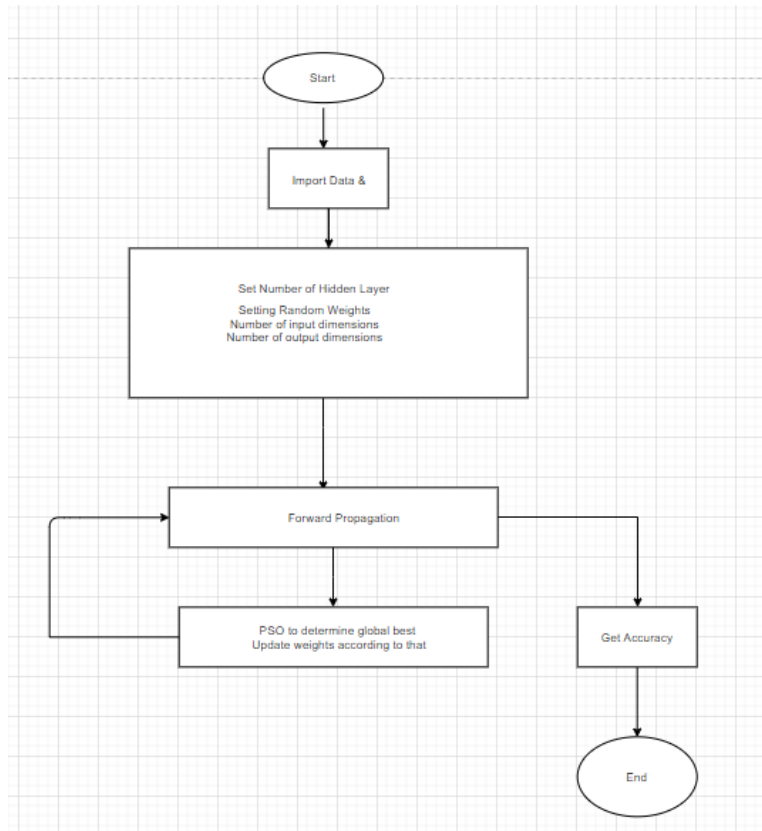 Start
Import Data &
Set Number of Hidden Layer
Setting Random Weights
Number of input dimensions
Number of output dimensions
Forward Propagation
PSO to determine global best
Update weights according to that
Get Accuracy
End